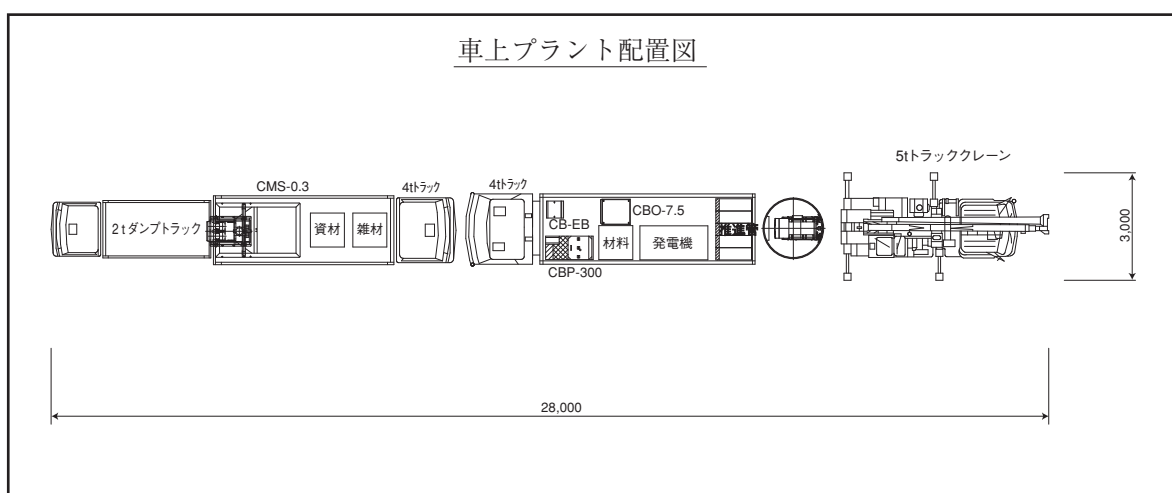 車上プラント配置図
5tトラッククレーン
CMS-0.3
4tトラック
4tトラック
2tダンプトラック
資材
雑材
CB-EB
CBO-7.5
材料
発電機
推進管
CBP-300
3,000
28,000